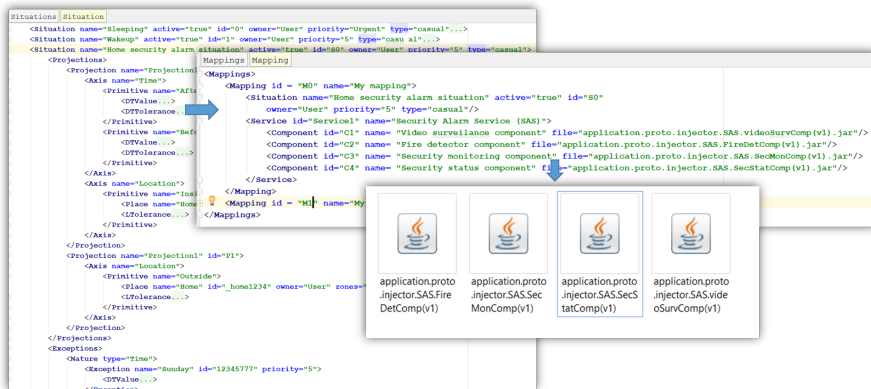 Situations Situation
<Situation name="Sleeping" active="true" id="0" owner="User" priority="Urgent" type="casual"...>
<Situation name="Wakeup" active="true" id="1" owner="User" priority="5" type="casu al"...>
<Situation name="Home security alarm situation" active="true" id="S0" owner="User" priority="5" type="casual">
<Projections>
<Projection name="Projection1
<Axis name="Time">
<Primitive name="Afte
<DTValue...>
<DTTolerance...>
</Primitive>
<Primitive name="Befo
<DTValue...>
<DTTolerance...>
</Primitive>
</Axis>
<Axis name="Location">
<Primitive name="Insi
<Place name="Home
<LTolerance...>
</Primitive>
</Axis>
</Projection>
<Projection name="Projection1" id="P1">
<Axis name="Location">
<Primitive name="Outside">
<Place name="Home" id="_home1234" owner="User" zones="
<LTolerance...>
</Primitive>
</Axis>
</Projection>
</Projections>
<Exceptions>
<Nature type="Time">
<Exception name="Sunday" id="12345777" priority="5">
<DTValue...>
</Exception>
Mappings Mapping
<Mappings>
<Mapping id = "M0" name="My mapping">
<Situation name="Home security alarm situation" active="true" id="S0"
owner="User" priority="5" type="casual"/>
<Service id="Service1" name= "Security Alarm Service (SAS)">
<Component id="C1" name= "Video surveilance component" file="application.proto.injector.SAS.videoSurvComp(v1).jar"/>
<Component id="C2" name= "Fire detector component" file="application.proto.injector.SAS.FireDetComp(v1).jar"/>
<Component id="C3" name= "Security monitoring component" file="application.proto.injector.SAS.SecMonComp(v1).jar"/>
<Component id="C4" name= "Security status component" file="application.proto.injector.SAS.SecStatComp(v1).jar"/>
</Service>
</Mapping>
<Mapping id = "M1" name="My
</Mappings>
application.proto
.injector.SAS.Fire
DetComp(v1)
application.proto
.injector.SAS.Sec
MonComp(v1)
application.proto
.injector.SAS.SecS
tatComp(v1)
application.proto
.injector.SAS.vide
oSurvComp(v1)